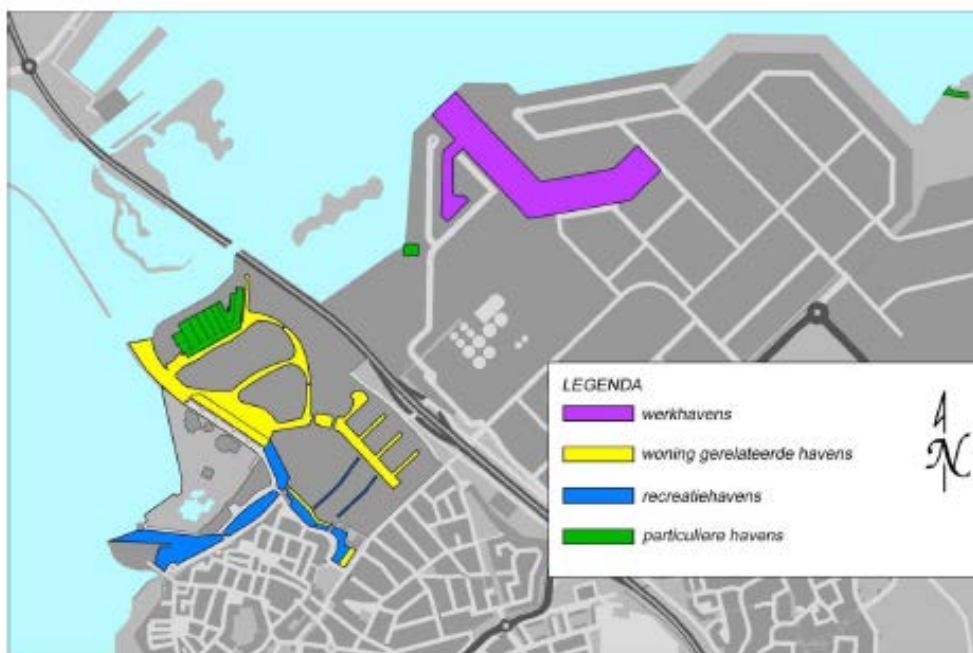 LEGENDA
werkhavens
woning gerelateerde havens
recreatiehavens
particuliere havens
N